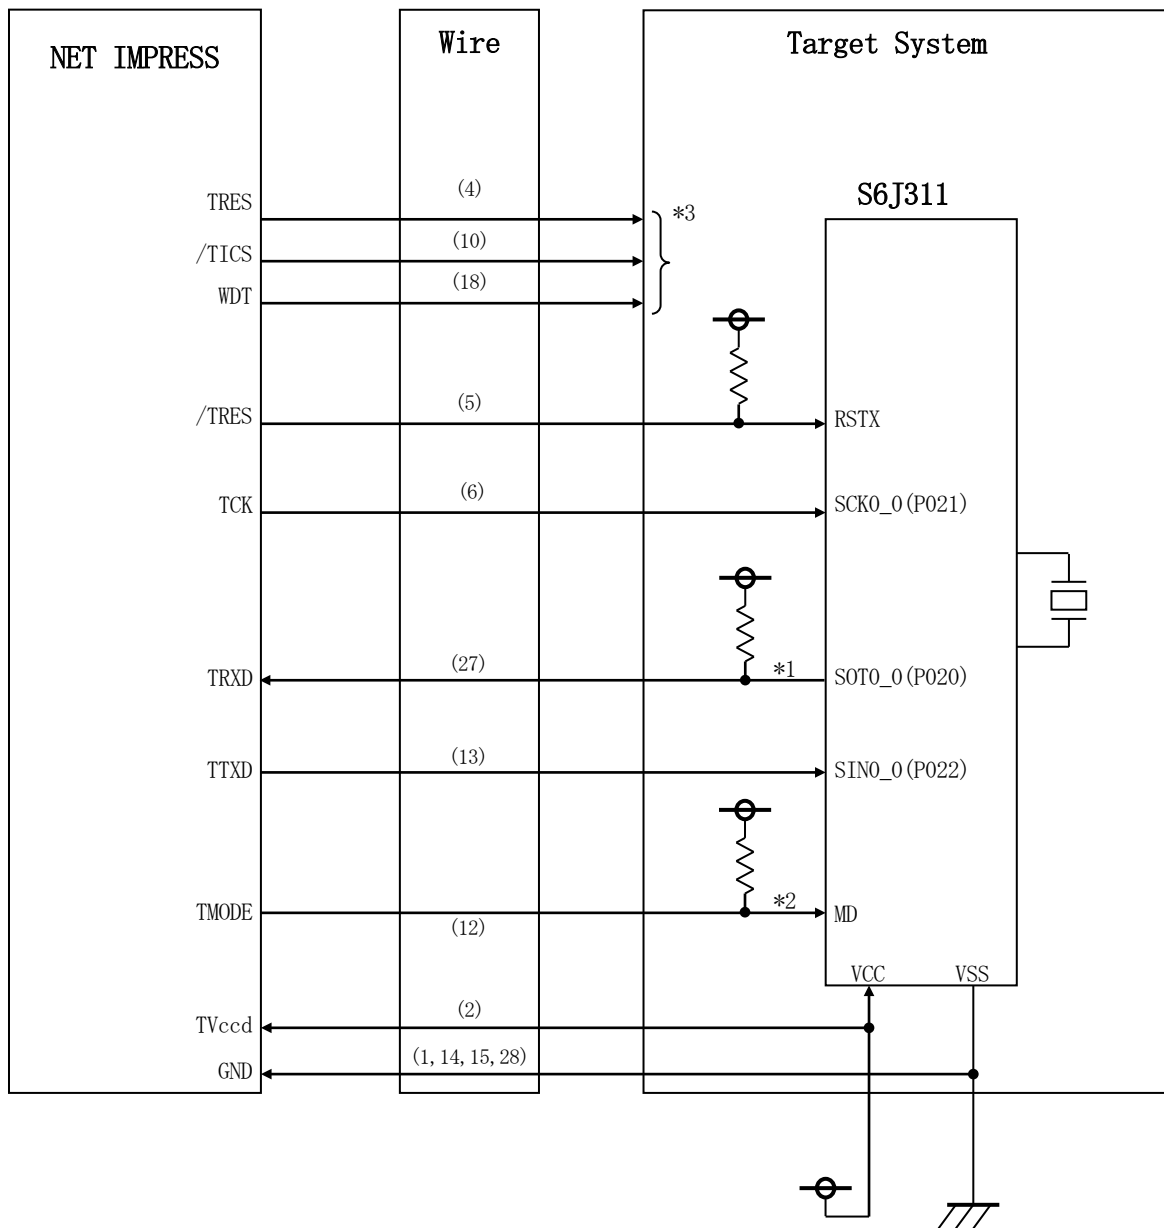 NET IMPRESS
Wire
Target System
S6J311
TRES
(4)
*3
/TICS
(10)
WDT
(18)
/TRES
(5)
RSTX
TCK
(6)
SCK0_0(P021)
TRXD
(27)
*1
SOT0_0(P020)
TTXD
(13)
SIN0_0(P022)
TMODE
(12)
*2
MD
VCC
VSS
TVccd
(2)
GND
(1,14,15,28)